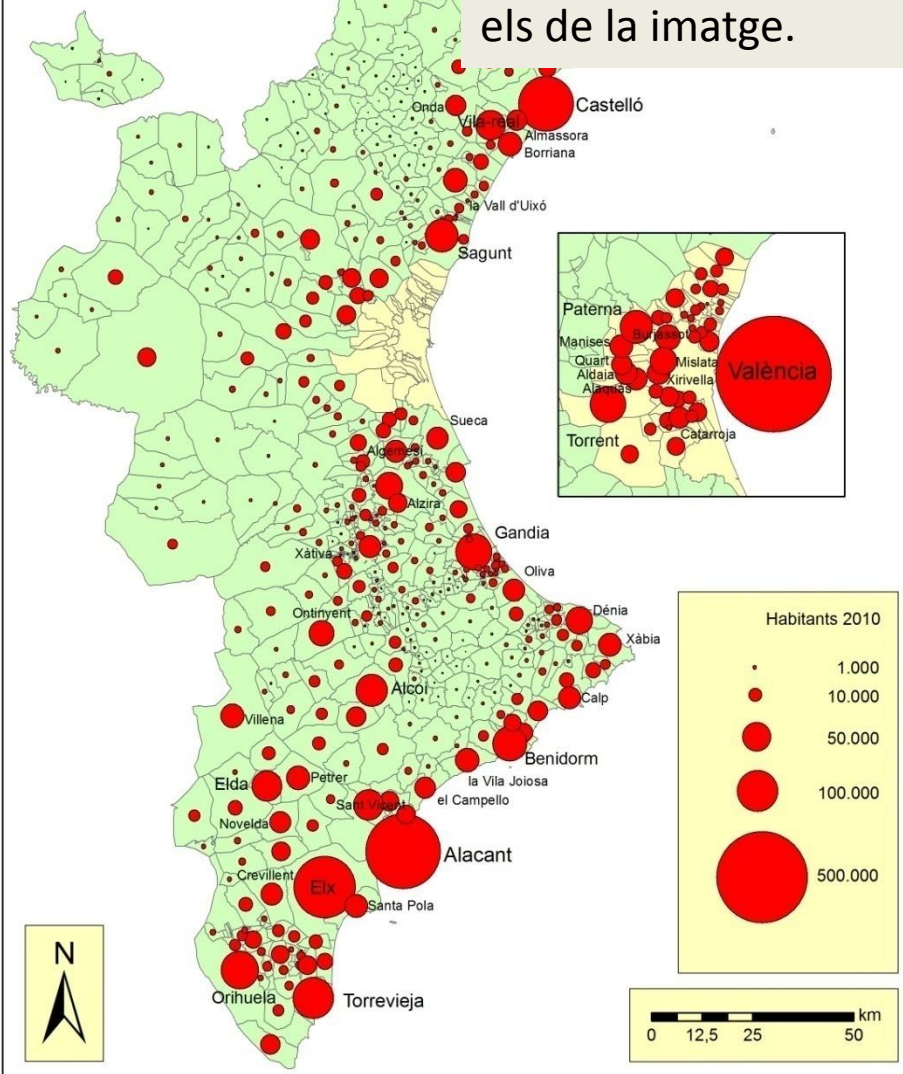 els de la imatge.
Castelló
Onda
Vila-real
Almassora
Borriana
la Vall d'Uixó
Sagunt
Paterna
Burjassot
Manises
Quart
Mislata
Aldaia
Xirivella
Alaquàs
València
Torrent
Catarroja
Sueca
Algemesí
Alzira
Xàtiva
Gandia
Oliva
Ontinyent
Dénia
Xàbia
Alcoi
Calp
Villena
Benidorm
Petrer
la Vila Joiosa
Elda
el Campello
Sant Vicent
Novelda
Alacant
Crevillent
Elx
Santa Pola
Orihuela
Torrevieja
Habitants 2010
1.000
10.000
50.000
100.000
500.000
N
km
0 12,5 25 50